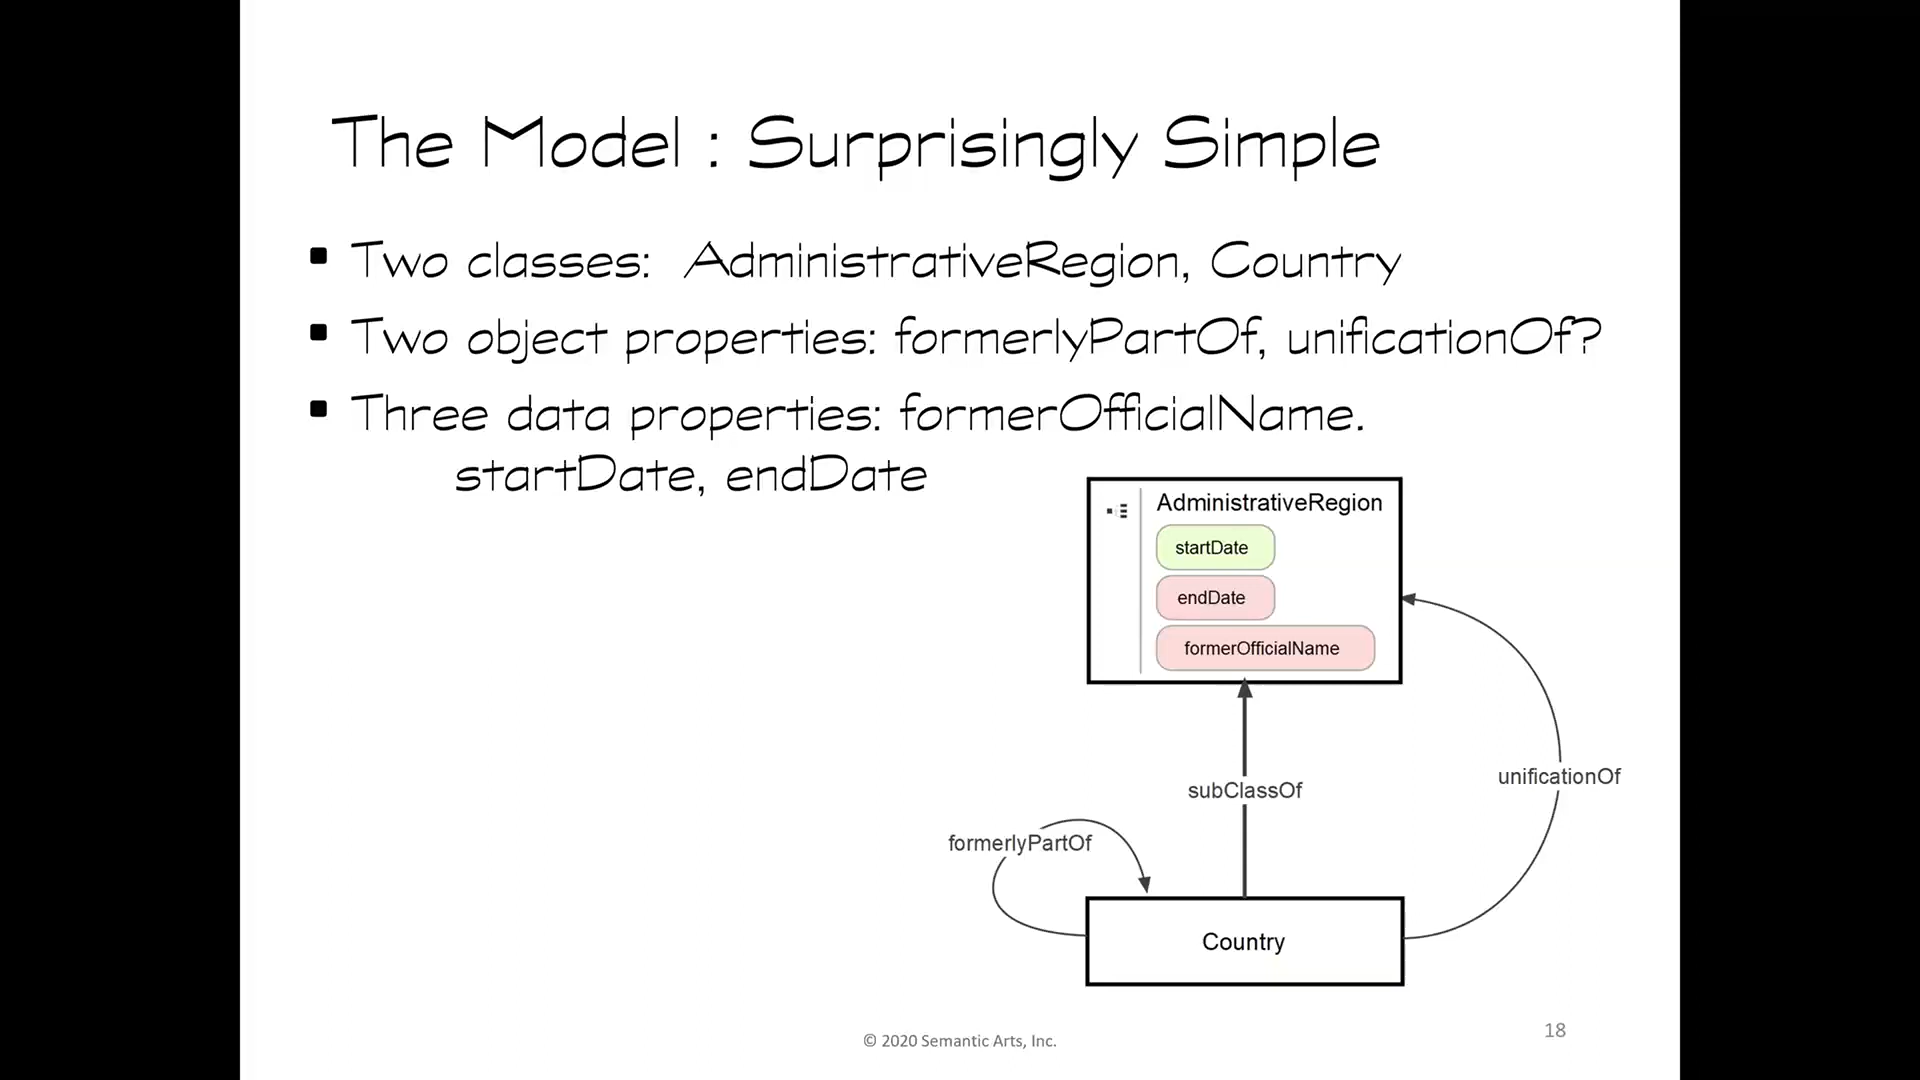 The Model : Surprisingly Simple
▪ Two classes:  AdministrativeRegion, Country
▪ Two object properties: formerlyPartOf, unificationOf?
▪ Three data properties: formerOfficialName.
startDate, endDate
AdministrativeRegion
startDate
endDate
formerOfficialName
subClassOf
unificationOf
formerlyPartOf
Country
© 2020 Semantic Arts, Inc.
18